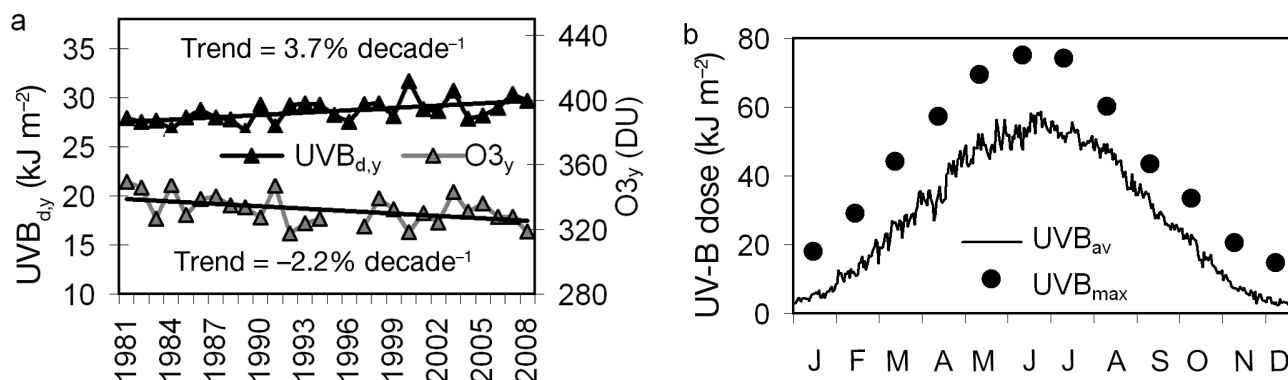 a
Trend = 3.7% decade⁻¹
UVB_d,y
O3_y
Trend = –2.2% decade⁻¹
UVB_d,y (kJ m⁻²)
35
30
25
20
15
10
O3_y (DU)
440
400
360
320
280
1981
1984
1987
1990
1993
1996
1999
2002
2005
2008
b
UV-B dose (kJ m⁻²)
80
60
40
20
0
UVB_av
UVB_max
J F M A M J J A S O N D